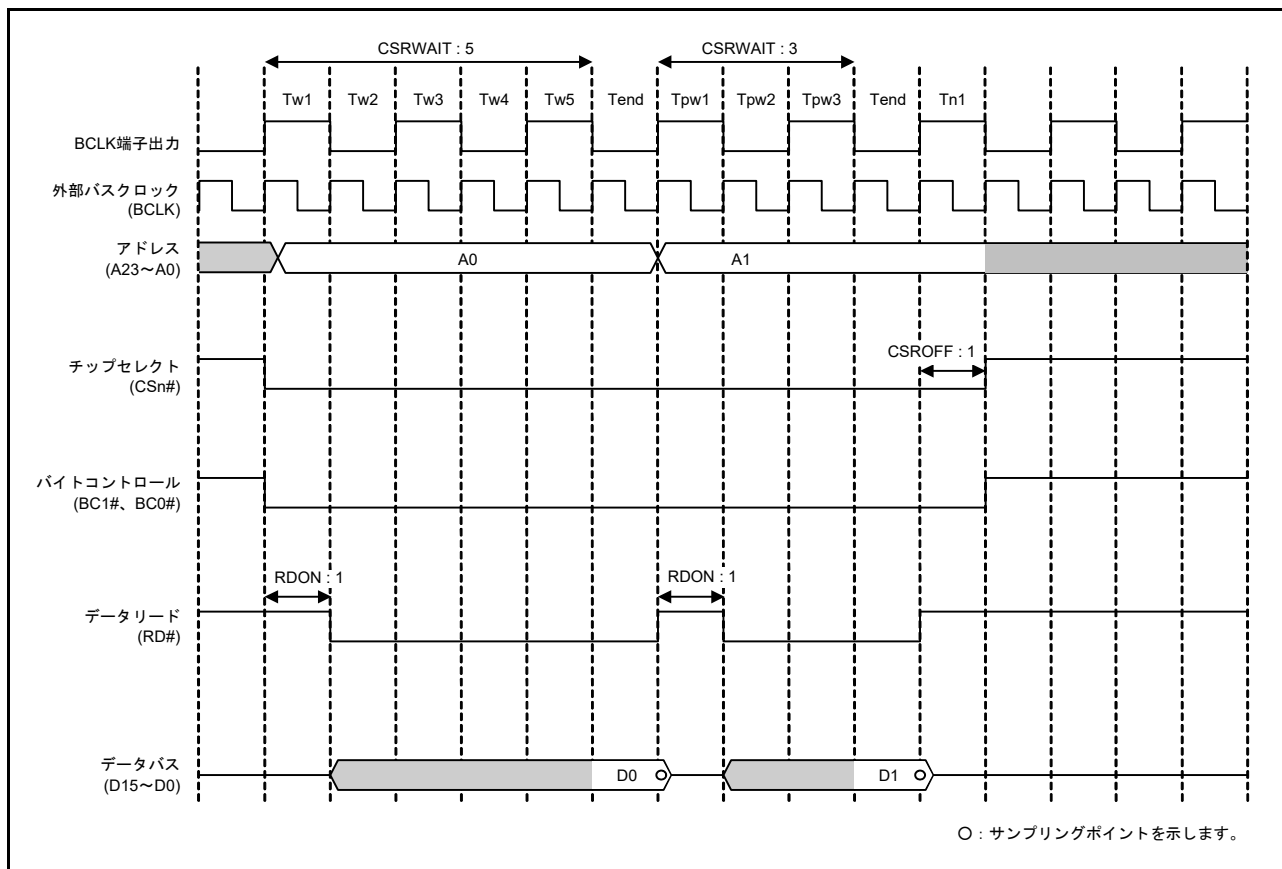 CSRWAIT : 5
CSRWAIT : 3
Tw1
Tw2
Tw3
Tw4
Tw5
Tend
Tpw1
Tpw2
Tpw3
Tend
Tn1
BCLK端子出力
外部バスクロック
(BCLK)
アドレス
(A23～A0)
A0
A1
チップセレクト
(CSn#)
CSROFF : 1
バイトコントロール
(BC1#、BC0#)
RDON : 1
RDON : 1
データリード
(RD#)
データバス
(D15～D0)
D0
D1
○ : サンプリングポイントを示します。